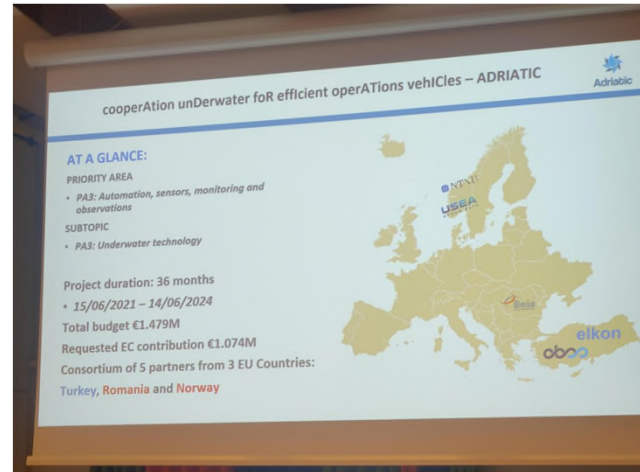 cooperAtion unDerwater foR effIcient operATions vehICles – ADRIATIC
Adriatic
AT A GLANCE:
PRIORITY AREA
• PA3: Automation, sensors, monitoring and
observations
SUBTOPIC
• PA3: Underwater technology
Project duration: 36 months
• 15/06/2021 – 14/06/2024
Total budget €1.479M
Requested EC contribution €1.074M
Consortium of 5 partners from 3 EU Countries:
Turkey, Romania and Norway
NTNU
USEA
Beia
elkon